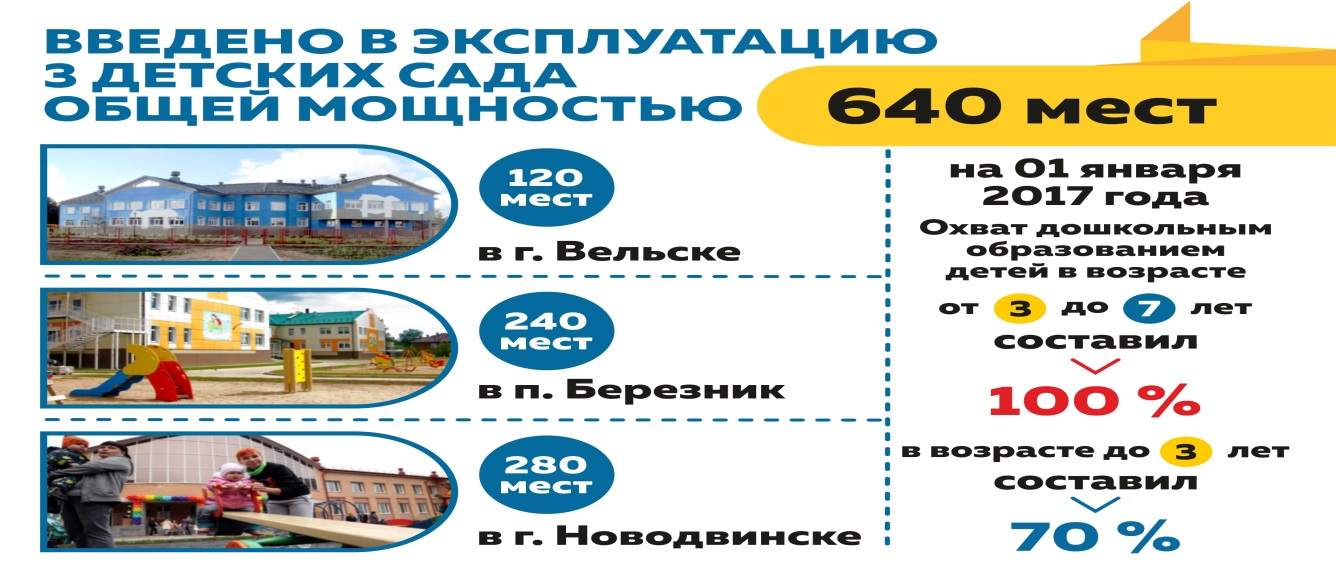 ВВЕДЕНО В ЭКСПЛУАТАЦИЮ
3 ДЕТСКИХ САДА
ОБЩЕЙ МОЩНОСТЬЮ
640 мест
120
мест
в г. Вельске
240
мест
в п. Березник
280
мест
в г. Новодвинске
на 01 января
2017 года
Охват дошкольным
образованием
детей в возрасте
от 3 до 7 лет
составил
100 %
в возрасте до 3 лет
составил
70 %